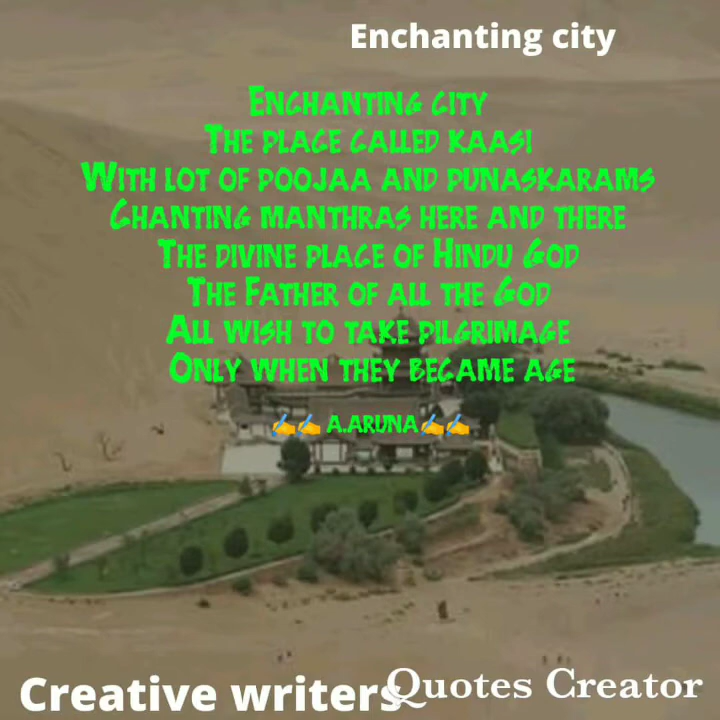 Enchanting city
Enchanting city
The place called kaasi
With lot of poojaa and punaskarams
Chanting manthras here and there
The divine place of Hindu God
The Father of all the God
All wish to take pilgrimage
Only when they became age
✍✍ A.Aruna✍✍
Creative writers
Quotes Creator